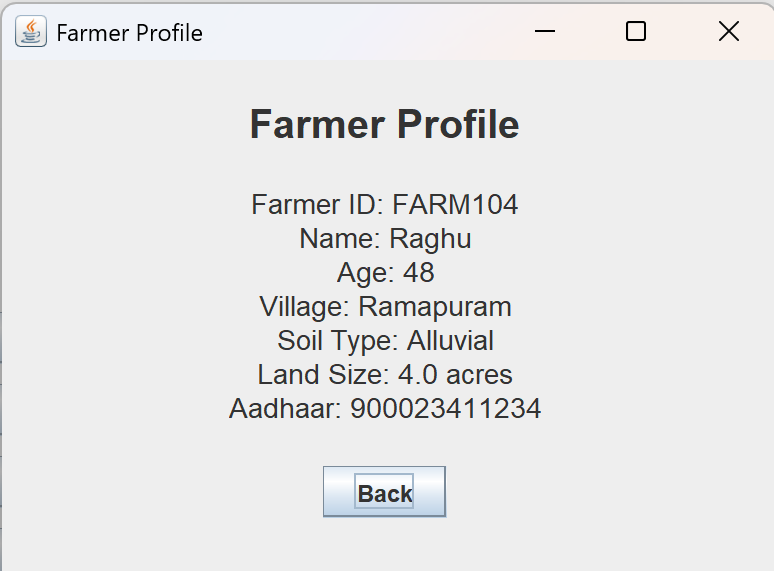 Farmer Profile
Farmer Profile
Farmer ID: FARM104
Name: Raghu
Age: 48
Village: Ramapuram
Soil Type: Alluvial
Land Size: 4.0 acres
Aadhaar: 900023411234
Back